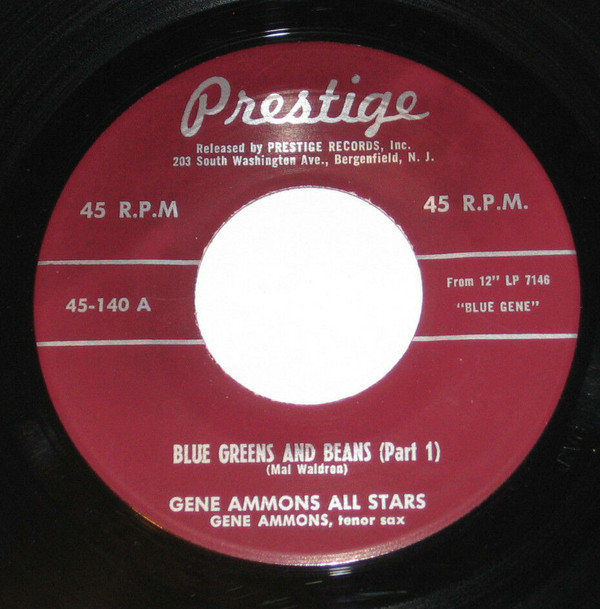 Prestige
Released by PRESTIGE RECORDS, Inc.
203 South Washington Ave., Bergenfield, N. J.
45 R.P.M
45 R.P.M.
45-140 A
From 12" LP 7146
"BLUE GENE"
BLUE GREENS AND BEANS (Part 1)
(Mal Waldron)
GENE AMMONS ALL STARS
GENE AMMONS, tenor sax